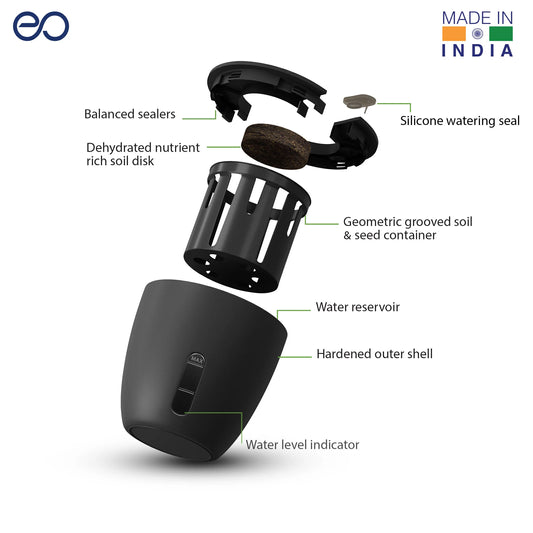 eo
MADE IN
INDIA
Balanced sealers
Silicone watering seal
Dehydrated nutrient
rich soil disk
Geometric grooved soil
& seed container
Water reservoir
Hardened outer shell
MAX
Water level indicator